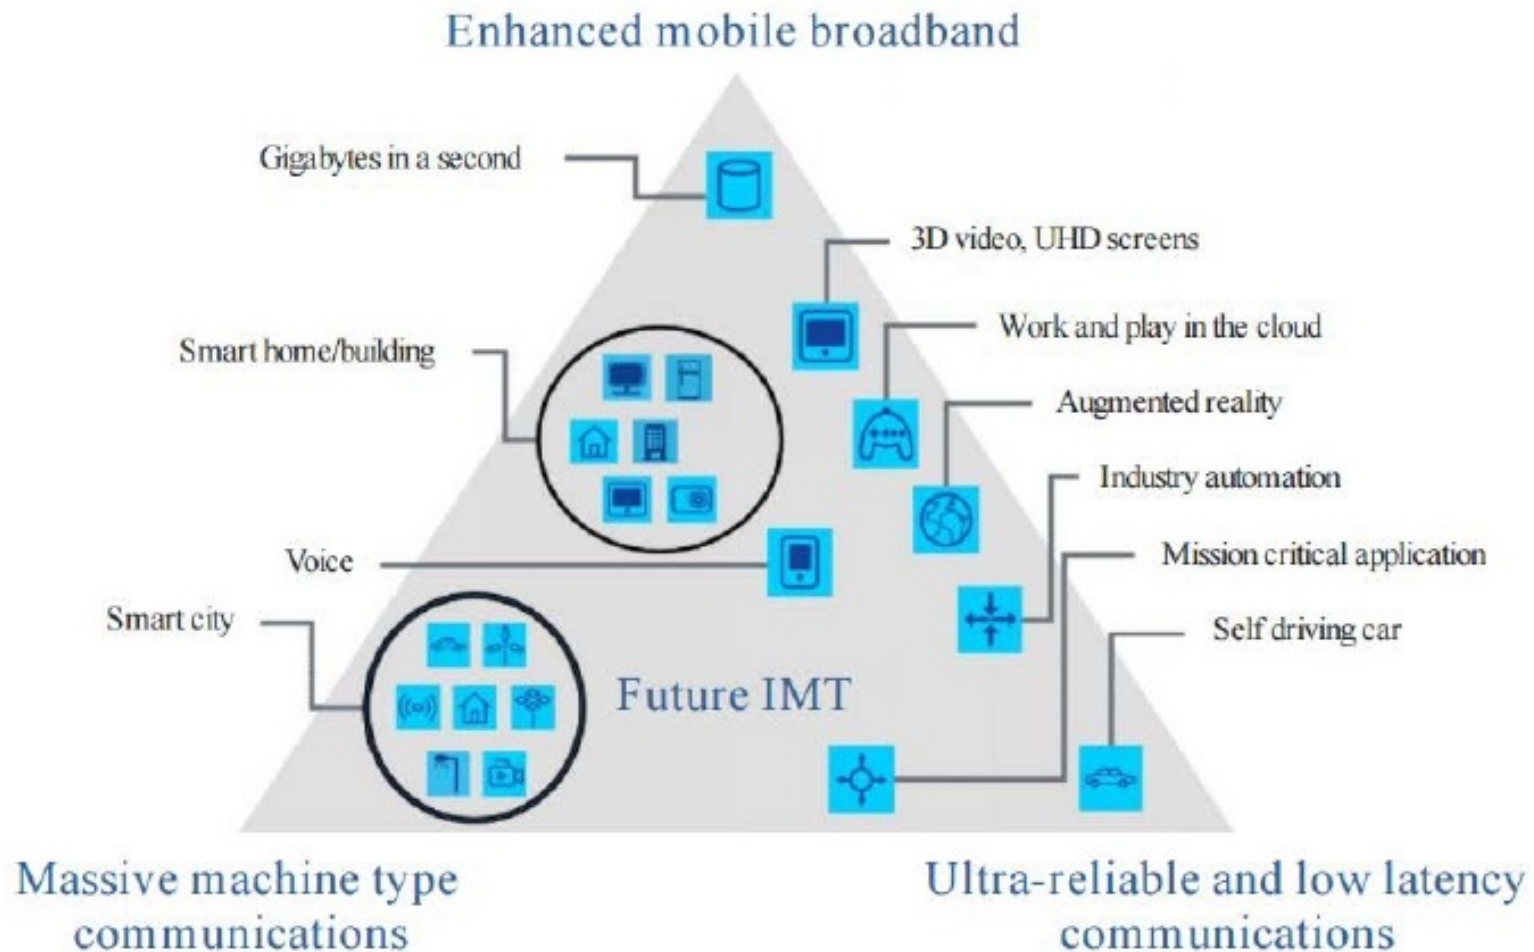 Enhanced mobile broadband
Gigabytes in a second
3D video, UHD screens
Work and play in the cloud
Smart home/building
Augmented reality
Industry automation
Mission critical application
Voice
Smart city
Self driving car
Future IMT
Massive machine type
communications
Ultra-reliable and low latency
communications